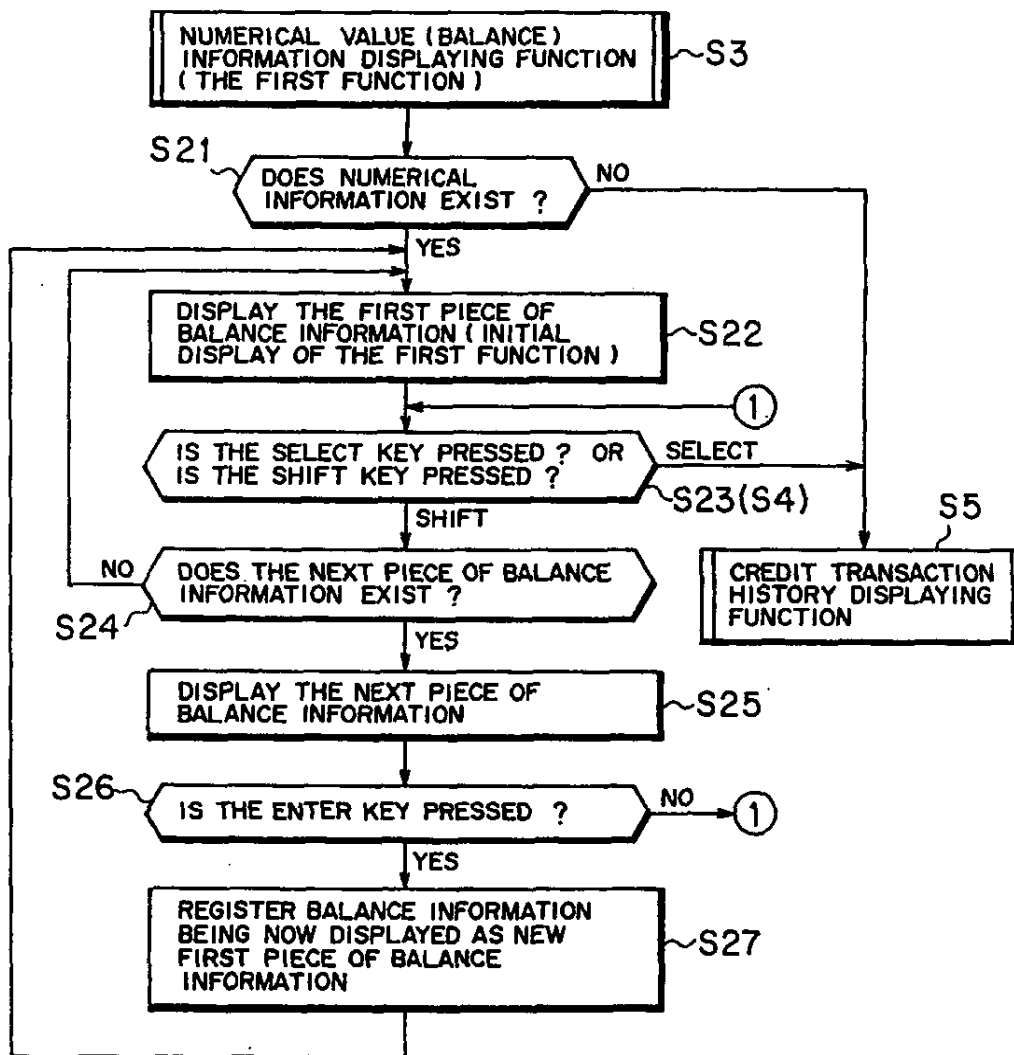 NUMERICAL VALUE (BALANCE)
INFORMATION DISPLAYING FUNCTION
(THE FIRST FUNCTION)
S3
S21
DOES NUMERICAL
INFORMATION EXIST ?
NO
YES
DISPLAY THE FIRST PIECE OF
BALANCE INFORMATION (INITIAL
DISPLAY OF THE FIRST FUNCTION)
S22
1
IS THE SELECT KEY PRESSED ? OR
IS THE SHIFT KEY PRESSED ?
SELECT
S23(S4)
SHIFT
S5
CREDIT TRANSACTION
HISTORY DISPLAYING
FUNCTION
NO
DOES THE NEXT PIECE OF BALANCE
INFORMATION EXIST ?
S24
YES
DISPLAY THE NEXT PIECE OF
BALANCE INFORMATION
S25
S26
IS THE ENTER KEY PRESSED ?
NO
1
YES
REGISTER BALANCE INFORMATION
BEING NOW DISPLAYED AS NEW
FIRST PIECE OF BALANCE
INFORMATION
S27